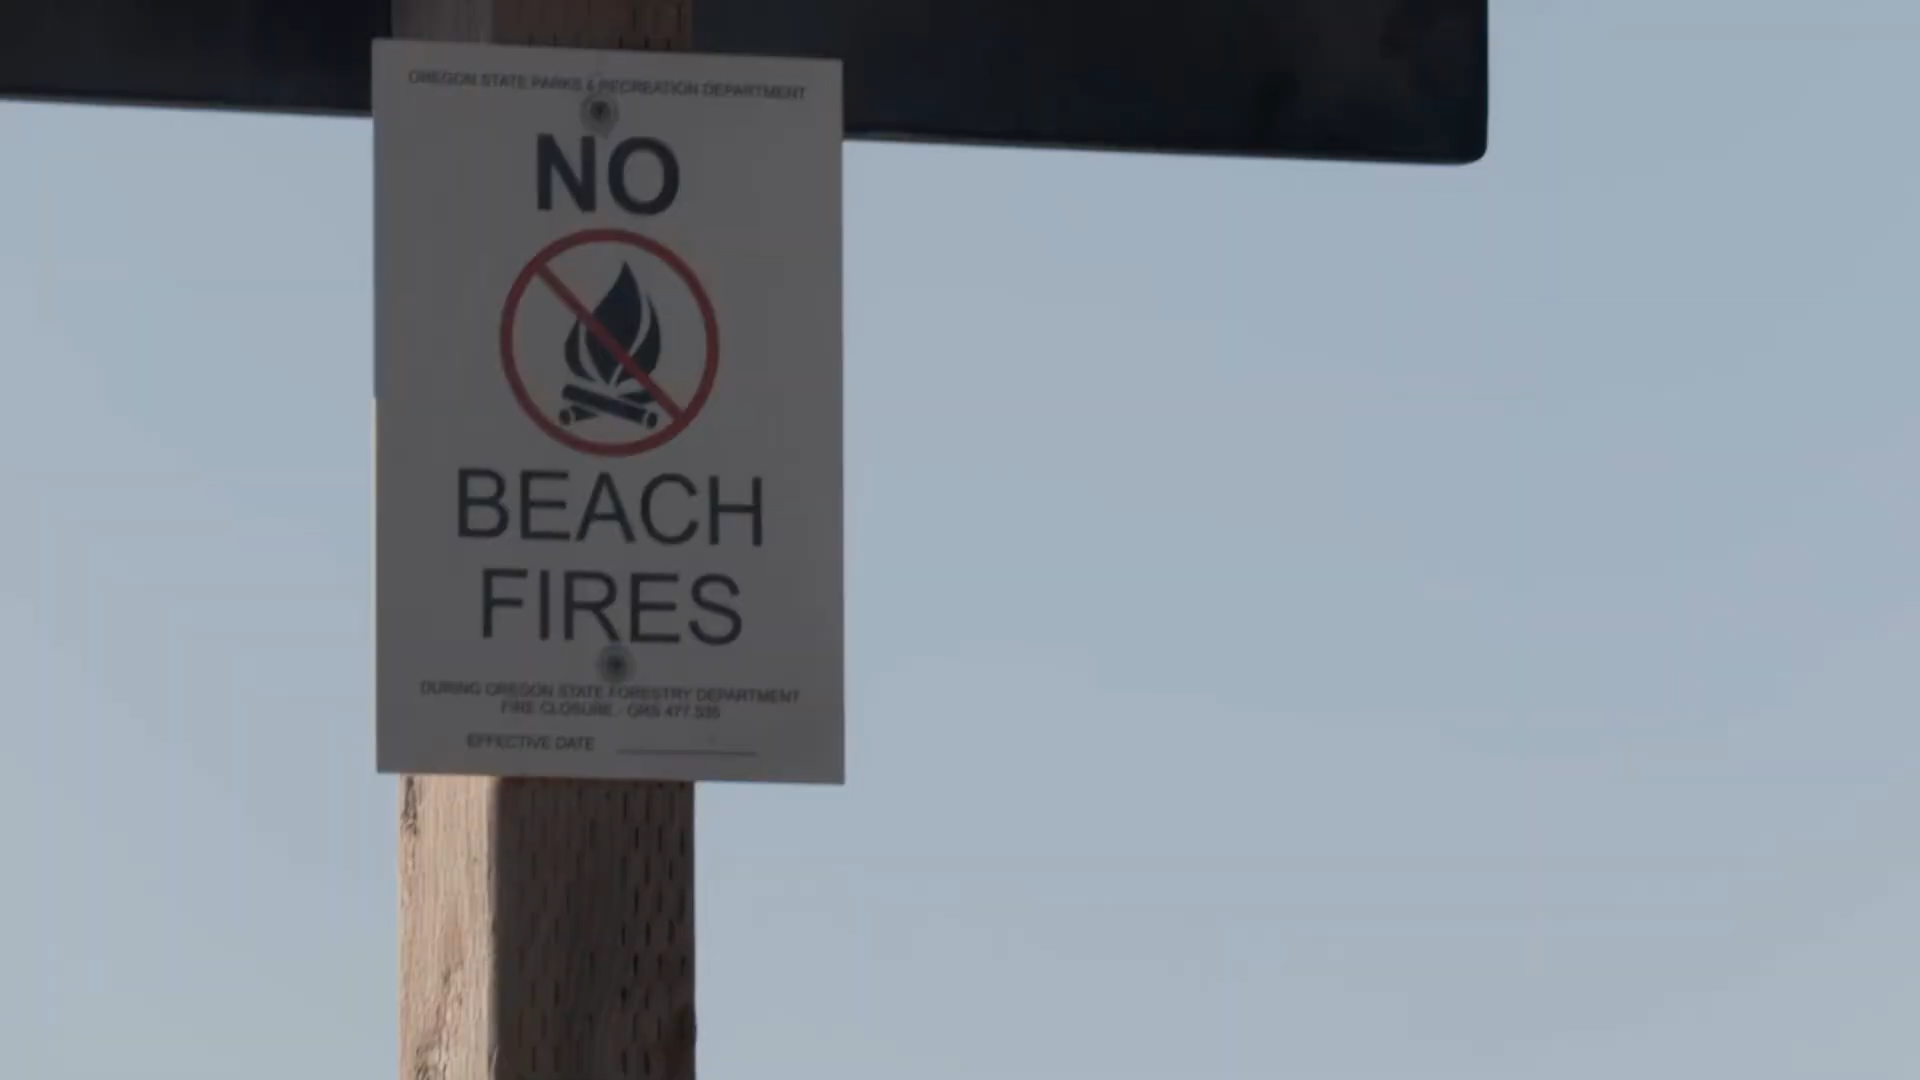 OREGON STATE PARKS & RECREATION DEPARTMENT
NO
BEACH
FIRES
DURING OREGON STATE FORESTRY DEPARTMENT
FIRE CLOSURE - ORS 477.535
EFFECTIVE DATE